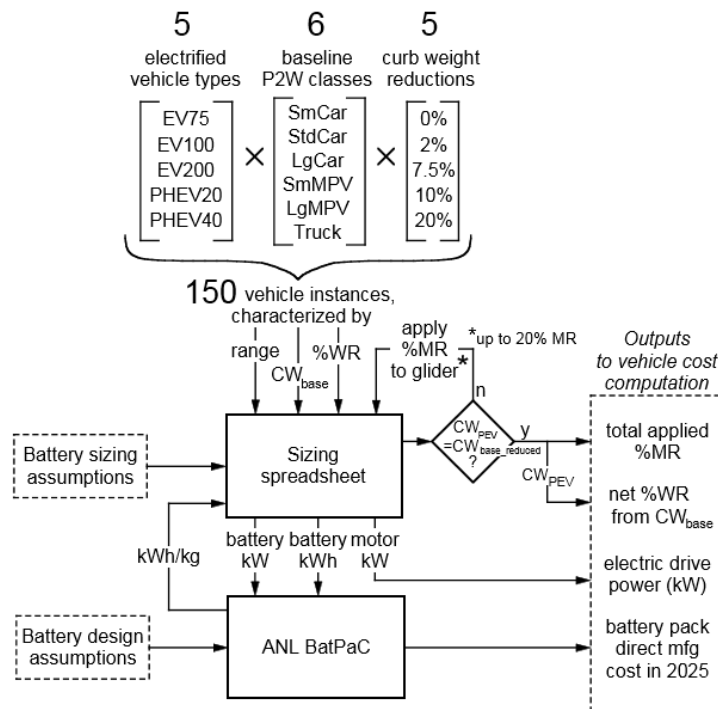 5 6 5
electrified baseline curb weight
vehicle types P2W classes reductions
EV75
EV100
EV200
PHEV20
PHEV40
×
SmCar
StdCar
LgCar
SmMPV
LgMPV
Truck
×
0%
2%
7.5%
10%
20%
150 vehicle instances,
characterized by
range
CWbase
%WR
apply
%MR
to glider*
*up to 20% MR
n
Outputs
to vehicle cost
computation
Battery sizing
assumptions
Sizing
spreadsheet
CWPEV
=CWbase_reduced
?
y
CWPEV
total applied
%MR
net %WR
from CWbase
kWh/kg
battery battery motor
kW kWh kW
electric drive
power (kW)
Battery design
assumptions
ANL BatPaC
battery pack
direct mfg
cost in 2025